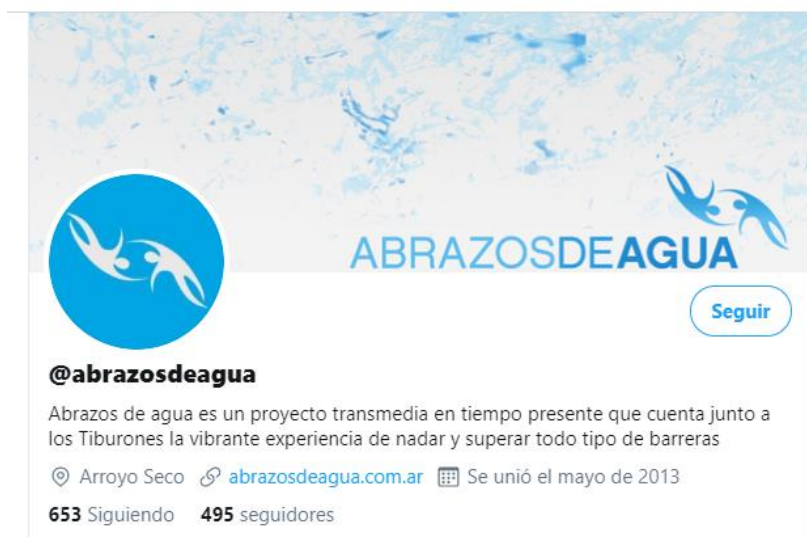 ABRAZOSDEAGUA
Seguir
@abrazosdeagua
Abrazos de agua es un proyecto transmedia en tiempo presente que cuenta junto a
los Tiburones la vibrante experiencia de nadar y superar todo tipo de barreras
Arroyo Seco abrazosdeagua.com.ar Se unió el mayo de 2013
653 Siguiendo 495 seguidores